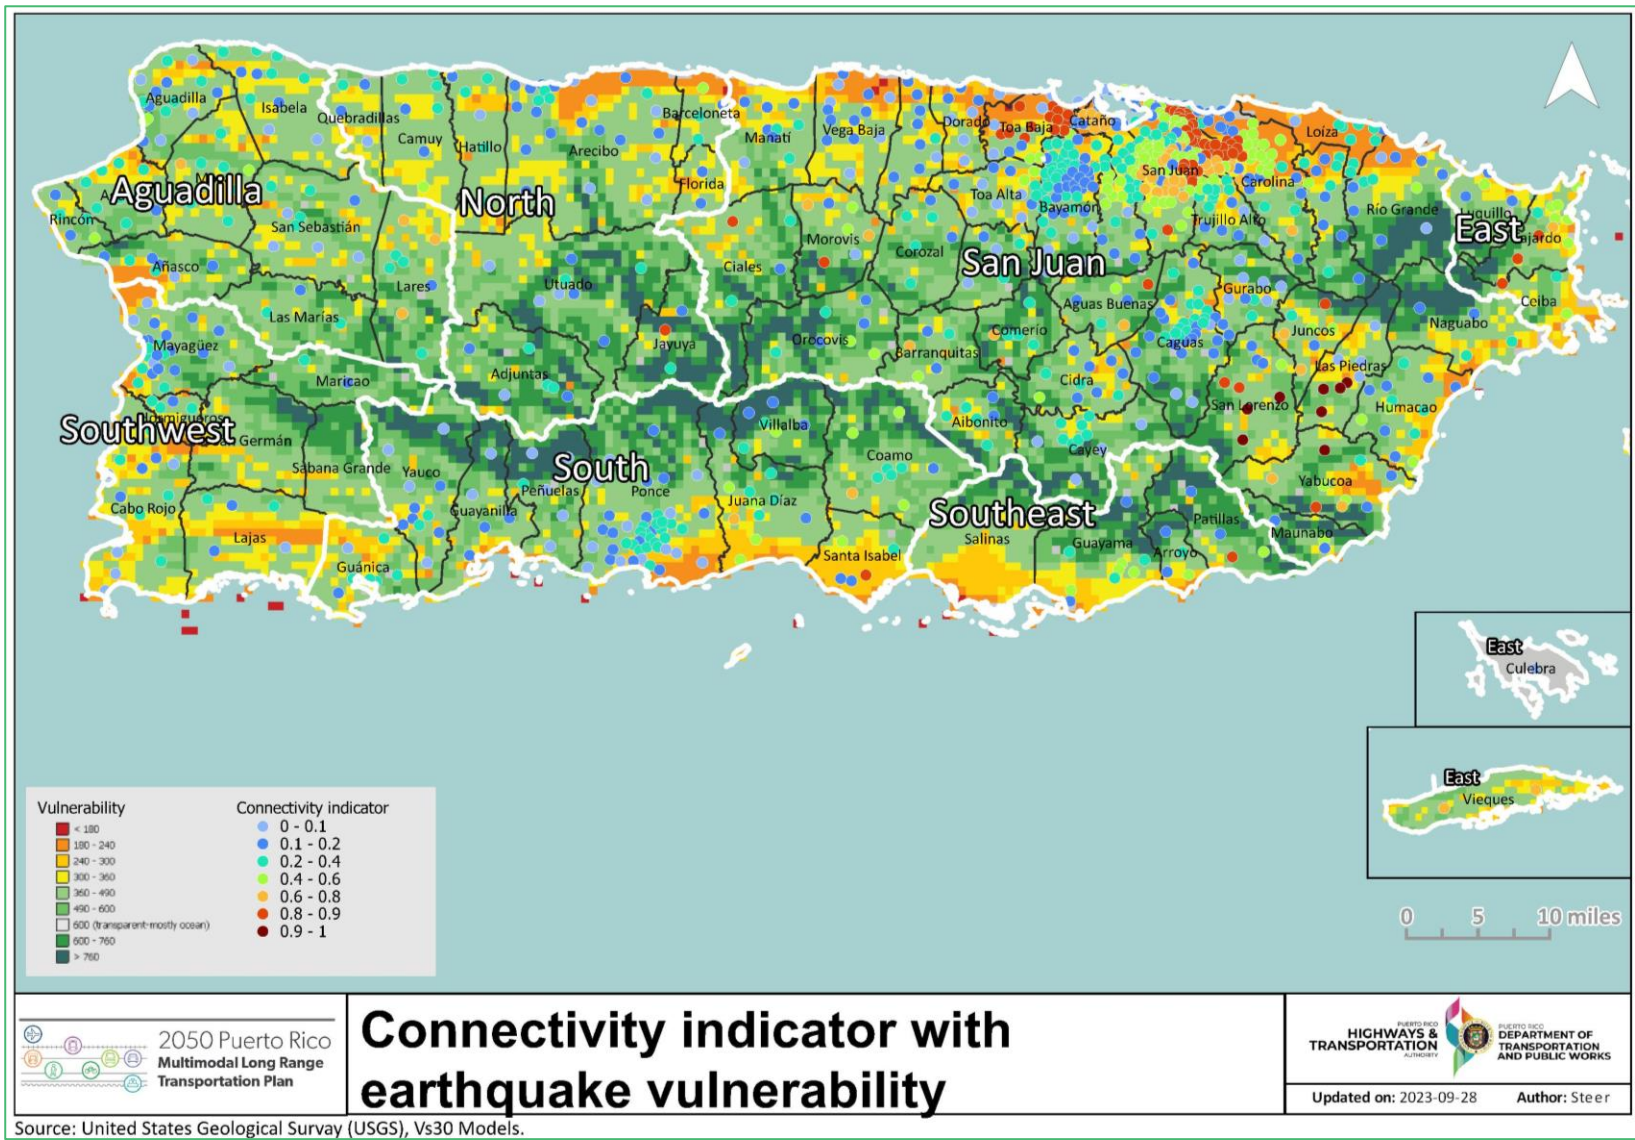 Aguadilla
Isabela
Quebradillas
Camuy
Hatillo
Arecibo
Barceloneta
Florida
Manatí
Vega Baja
Dorado
Toa Baja
Cataño
San Juan
Loíza
Carolina
Toa Alta
Bayamón
Trujillo Alto
Río Grande
Rincón
Aguadilla
San Sebastián
North
Morovis
Corozal
San Juan
East
Añasco
Las Marías
Lares
Utuado
Ciales
Aguas Buenas
Gurabo
Ceiba
Mayagüez
Maricao
Adjuntas
Jayuya
Orocovis
Barranquitas
Comerío
Caguas
Juncos
Naguabo
Las Piedras
Cidra
San Lorenzo
Humacao
Southwest
Germán
Sabana Grande
Yauco
South
Villalba
Coamo
Aibonito
Cayey
Yabucoa
Cabo Rojo
Lajas
Guánica
Guayanilla
Peñuelas
Ponce
Juana Díaz
Santa Isabel
Southeast
Salinas
Guayama
Arroyo
Patillas
Maunabo
East
Culebra
East
Vieques
0 5 10 miles
Vulnerability
< 180
180 - 240
240 - 300
300 - 360
360 - 490
490 - 600
600 (transparent-mostly ocean)
600 - 760
> 760
Connectivity indicator
0 - 0.1
0.1 - 0.2
0.2 - 0.4
0.4 - 0.6
0.6 - 0.8
0.8 - 0.9
0.9 - 1
2050 Puerto Rico
Multimodal Long Range
Transportation Plan
Connectivity indicator with
earthquake vulnerability
PUERTO RICO
HIGHWAYS &
TRANSPORTATION
AUTHORITY
PUERTO RICO
DEPARTMENT OF
TRANSPORTATION
AND PUBLIC WORKS
Updated on: 2023-09-28 Author: Steer
Source: United States Geological Survey (USGS), Vs30 Models.